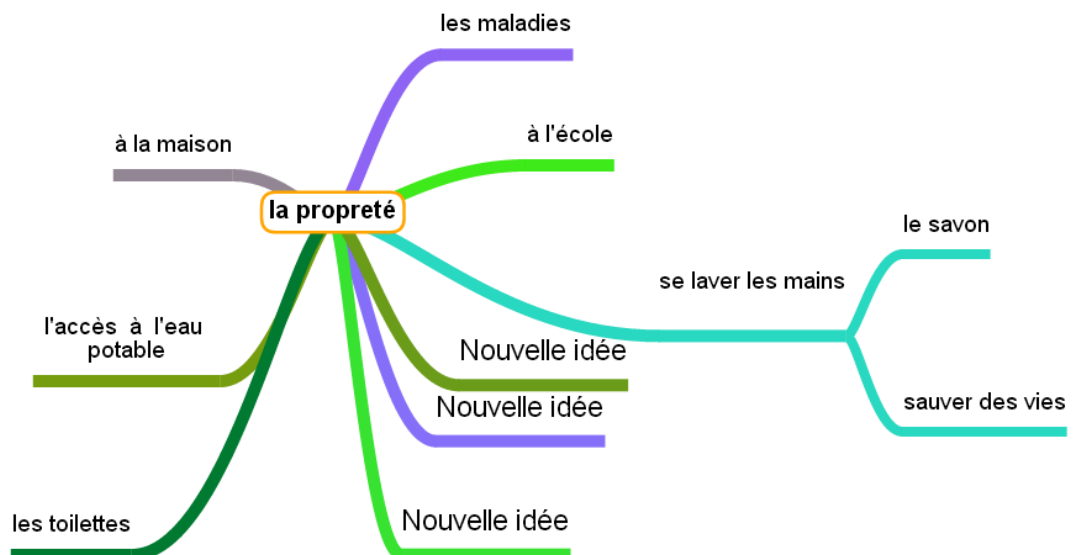 les maladies
à l'école
à la maison
la propreté
le savon
se laver les mains
l'accès à l'eau
potable
Nouvelle idée
Nouvelle idée
sauver des vies
les toilettes
Nouvelle idée